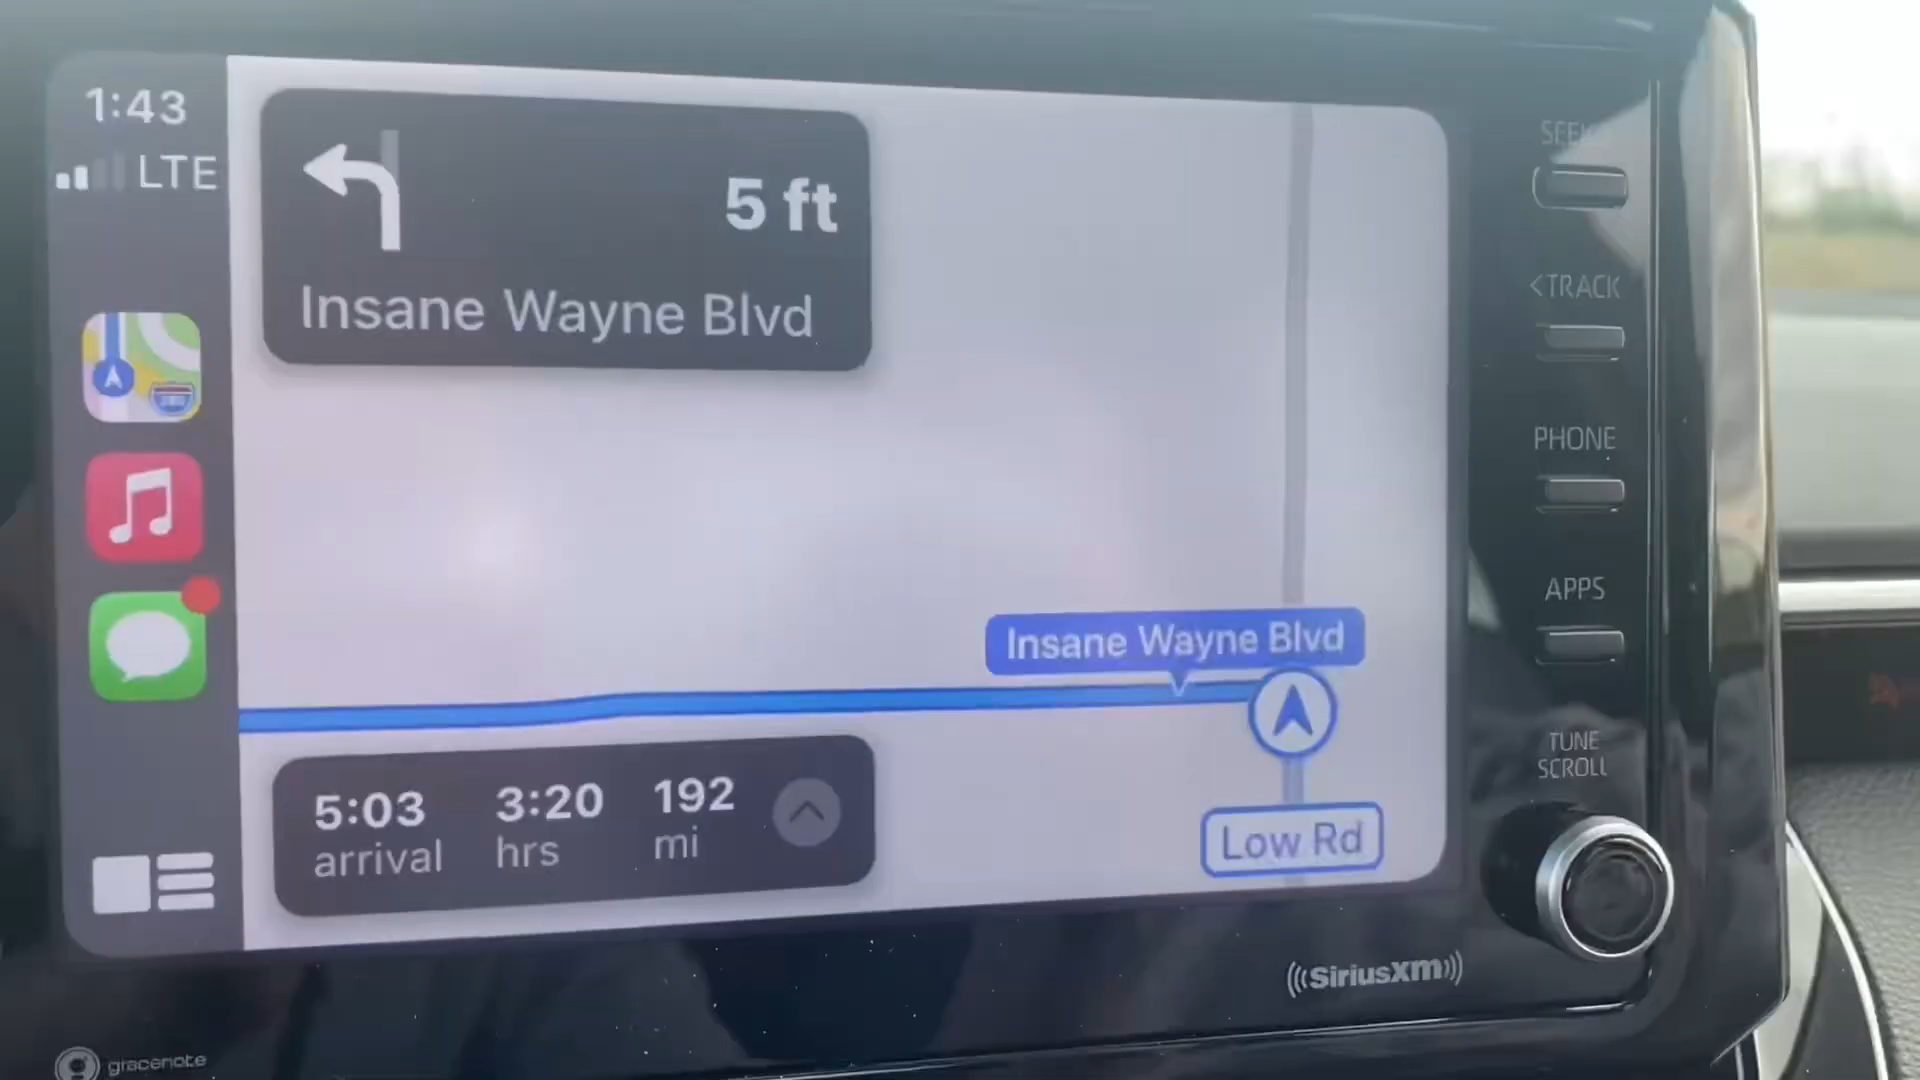 1:43
LTE
5 ft
Insane Wayne Blvd
Insane Wayne Blvd
5:03
arrival
3:20
hrs
192
mi
Low Rd
SEEK
<TRACK
PHONE
APPS
TUNE
SCROLL
SiriusXM
gracenote